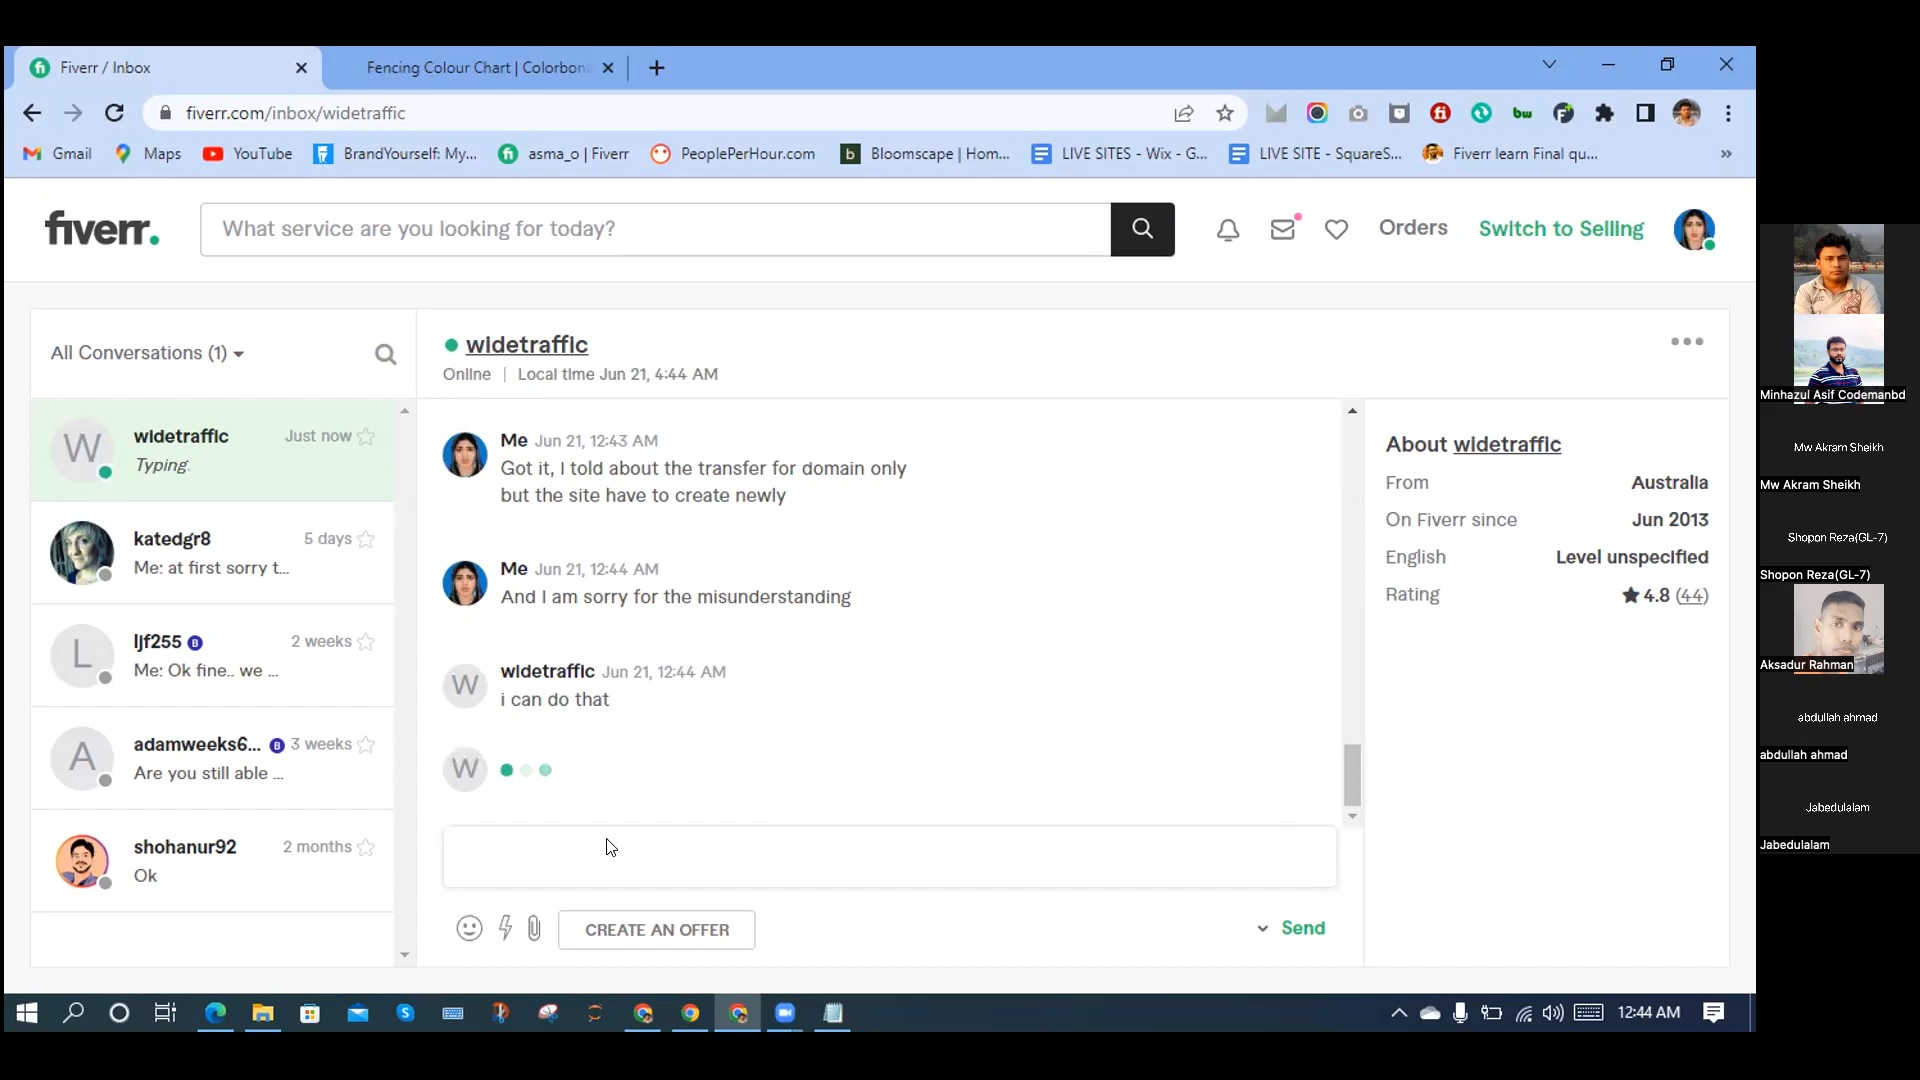 Fiverr / Inbox
Fencing Colour Chart | Colorbon
fiverr.com/inbox/widetraffic
Gmail
Maps
YouTube
BrandYourself: My...
asma_o | Fiverr
PeoplePerHour.com
Bloomscape | Hom...
LIVE SITES - Wix - G...
LIVE SITE - SquareS...
Fiverr learn Final qu...
»
fiverr.
What service are you looking for today?
Orders
Switch to Selling
All Conversations (1)
widetraffic
Just now
Typing.
katedgr8
5 days
Me: at first sorry t...
ljf255
2 weeks
Me: Ok fine.. we ...
adamweeks6...
3 weeks
Are you still able ...
shohanur92
2 months
Ok
widetraffic
Online | Local time Jun 21, 4:44 AM
Me Jun 21, 12:43 AM
Got it, I told about the transfer for domain only
but the site have to create newly
Me Jun 21, 12:44 AM
And I am sorry for the misunderstanding
W
widetraffic Jun 21, 12:44 AM
i can do that
W
CREATE AN OFFER
Send
About widetraffic
From Australia
On Fiverr since Jun 2013
English Level unspecified
Rating 4.8 (44)
W
L
A
12:44 AM
Minhazul Asif Codemanbd
Mw Akram Sheikh
Mw Akram Sheikh
Shopon Reza(GL-7)
Shopon Reza(GL-7)
Aksadur Rahman
abdullah ahmad
abdullah ahmad
Jabedulalam
Jabedulalam